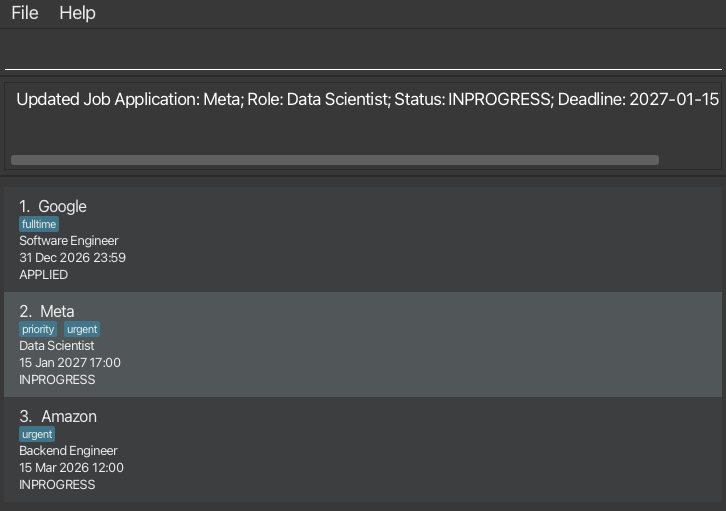 File Help
Updated Job Application: Meta; Role: Data Scientist; Status: INPROGRESS; Deadline: 2027-01-15
1. Google
fulltime
Software Engineer
31 Dec 2026 23:59
APPLIED
2. Meta
priority urgent
Data Scientist
15 Jan 2027 17:00
INPROGRESS
3. Amazon
urgent
Backend Engineer
15 Mar 2026 12:00
INPROGRESS